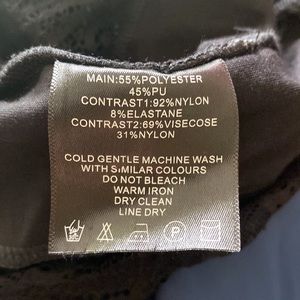 MAIN:55%POLYESTER
45%PU
CONTRAST1:92%NYLON
8%ELASTANE
CONTRAST2:69%VISECOSE
31%NYLON
COLD GENTLE MACHINE WASH
WITH SIMILAR COLOURS
DO NOT BLEACH
WARM IRON
DRY CLEAN
LINE DRY